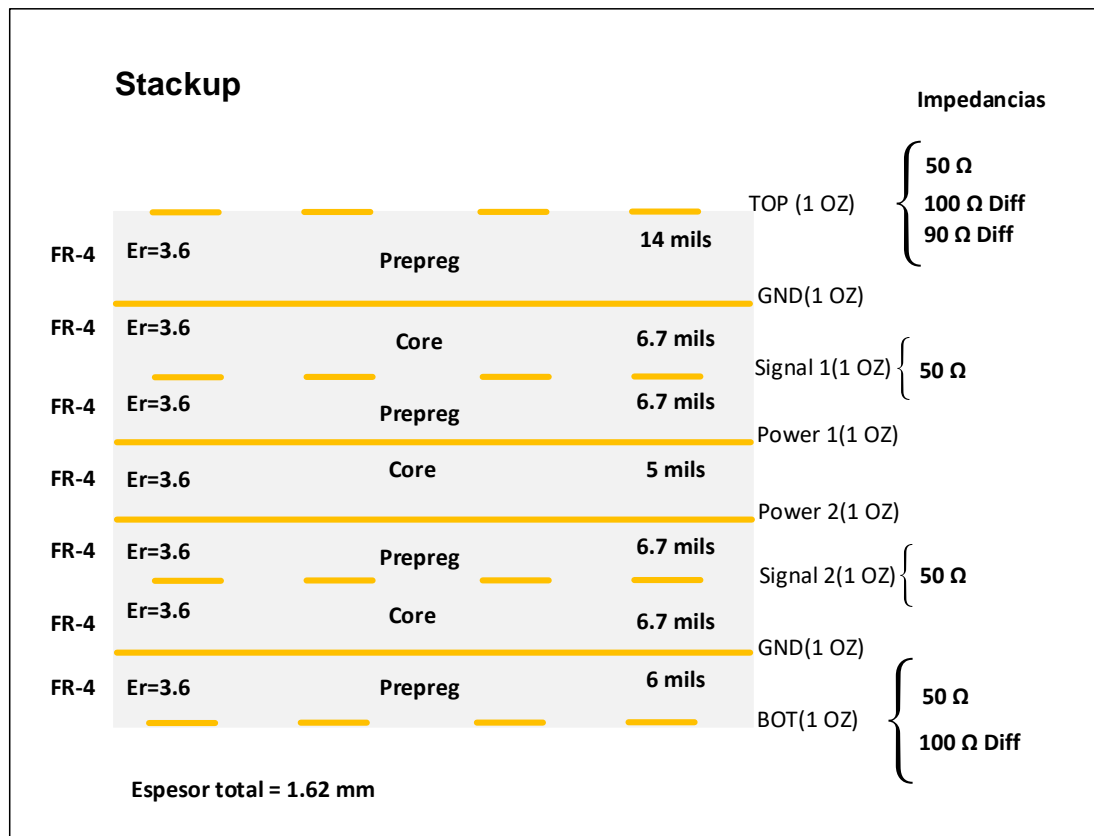 Stackup
Impedancias
50 Ω
TOP (1 OZ)
100 Ω Diff
90 Ω Diff
FR-4 Er=3.6 Prepreg 14 mils
GND(1 OZ)
FR-4 Er=3.6 Core 6.7 mils
Signal 1(1 OZ) 50 Ω
FR-4 Er=3.6 Prepreg 6.7 mils
Power 1(1 OZ)
FR-4 Er=3.6 Core 5 mils
Power 2(1 OZ)
FR-4 Er=3.6 Prepreg 6.7 mils
Signal 2(1 OZ) 50 Ω
FR-4 Er=3.6 Core 6.7 mils
GND(1 OZ)
FR-4 Er=3.6 Prepreg 6 mils
50 Ω
BOT(1 OZ)
100 Ω Diff
Espesor total = 1.62 mm